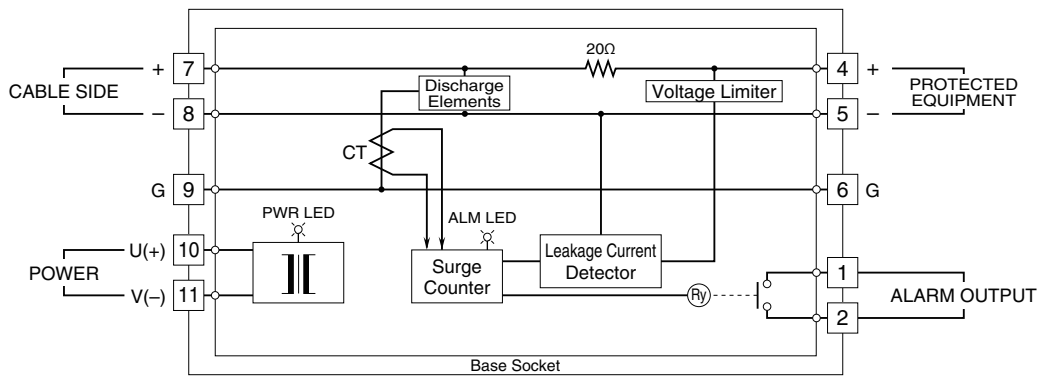 20Ω
CABLE SIDE
+ 7
− 8
Discharge
Elements
Voltage Limiter
4 +
5 −
PROTECTED
EQUIPMENT
CT
G 9
6 G
PWR LED
ALM LED
POWER
U(+) 10
V(−) 11
Surge
Counter
Leakage Current
Detector
Ry
1
2
ALARM OUTPUT
Base Socket